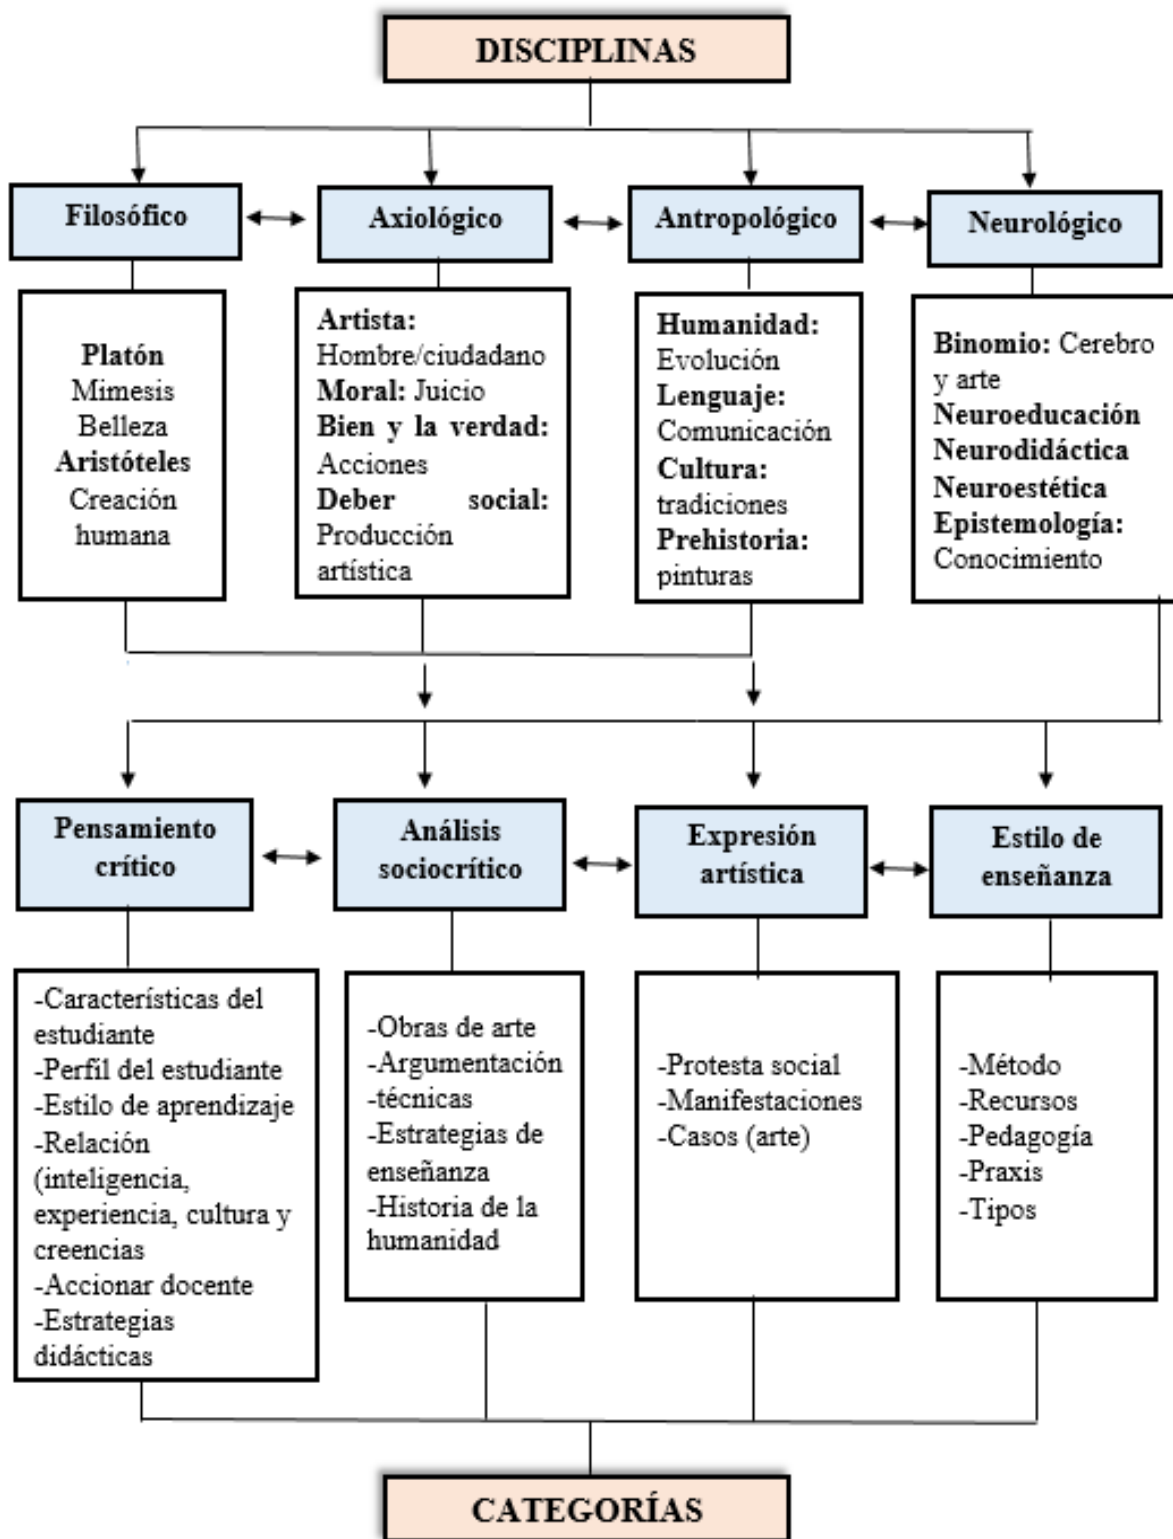 DISCIPLINAS
Filosófico
Axiológico
Antropológico
Neurológico
Platón
Mimesis
Belleza
Aristóteles
Creación
humana
Artista:
Hombre/ciudadano
Moral: Juicio
Bien y la verdad:
Acciones
Deber social:
Producción
artística
Humanidad:
Evolución
Lenguaje:
Comunicación
Cultura:
tradiciones
Prehistoria:
pinturas
Binomio: Cerebro
y arte
Neuroeducación
Neurodidáctica
Neuroestética
Epistemología:
Conocimiento
Pensamiento
crítico
Análisis
sociocrítico
Expresión
artística
Estilo de
enseñanza
-Características del
estudiante
-Perfil del estudiante
-Estilo de aprendizaje
-Relación
(inteligencia,
experiencia, cultura y
creencias
-Accionar docente
-Estrategias
didácticas
-Obras de arte
-Argumentación
-técnicas
-Estrategias de
enseñanza
-Historia de la
humanidad
-Protesta social
-Manifestaciones
-Casos (arte)
-Método
-Recursos
-Pedagogía
-Praxis
-Tipos
CATEGORÍAS